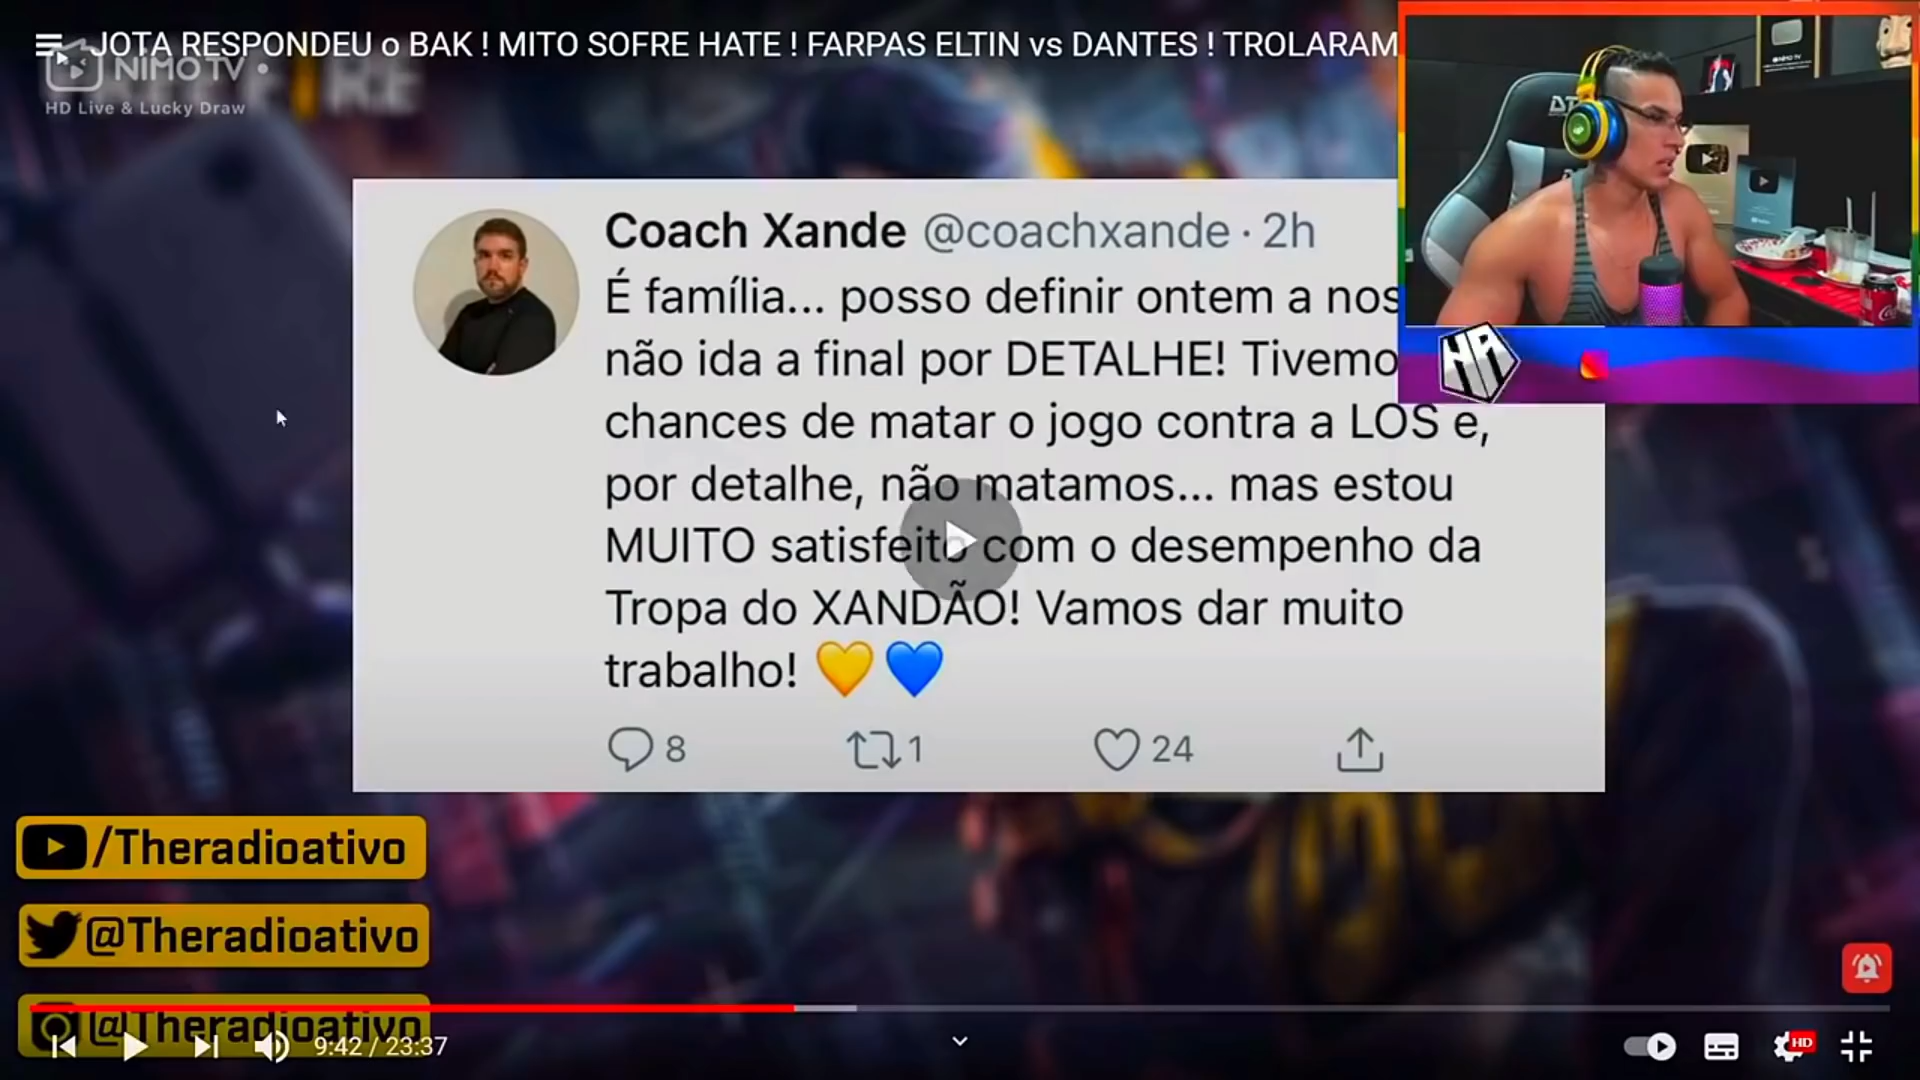 JOTA RESPONDEU o BAK ! MITO SOFRE HATE ! FARPAS ELTIN vs DANTES ! TROLARAM
NIMO TV
HD Live & Lucky Draw
Coach Xande @coachxande · 2h
É família... posso definir ontem a nos
não ida a final por DETALHE! Tivemo
chances de matar o jogo contra a LOS e,
por detalhe, não matamos... mas estou
MUITO satisfeito com o desempenho da
Tropa do XANDÃO! Vamos dar muito
trabalho! 💛 💙
8 1 24
/Theradioativo
@Theradioativo
@Theradioativo
9:42 / 23:37
HD